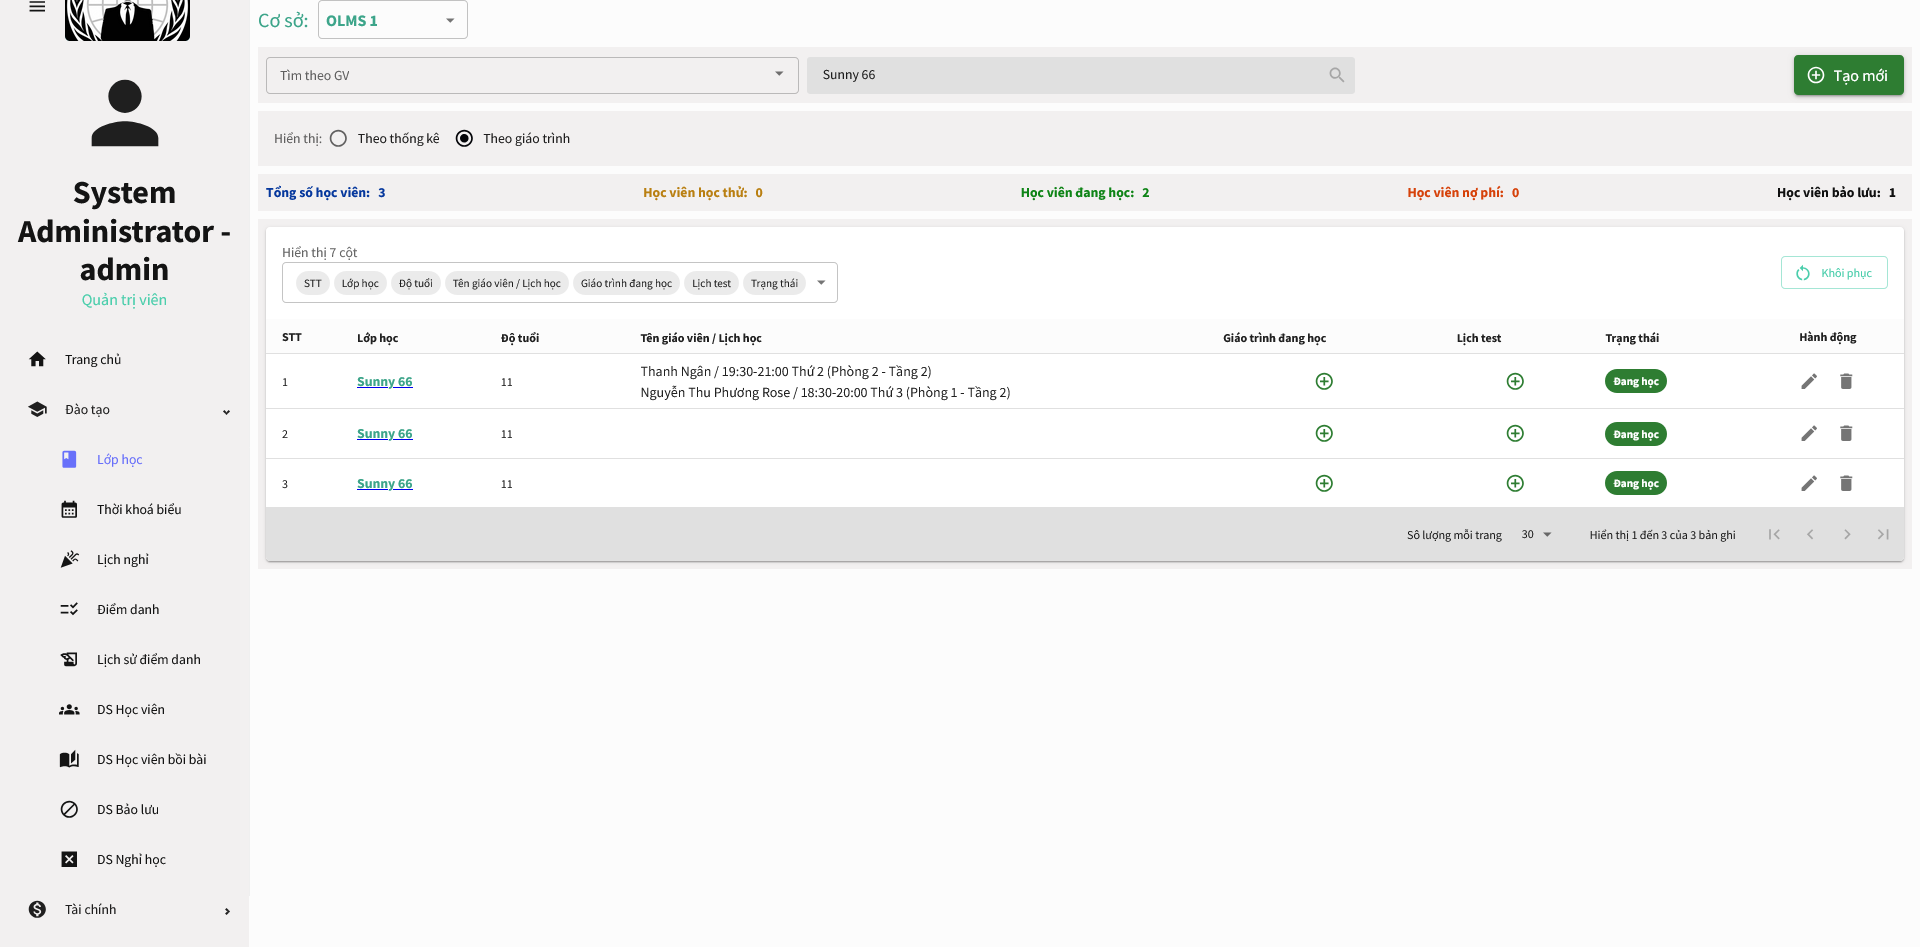 Cơ sở: OLMS 1
Tìm theo GV
Sunny 66
Tạo mới
System
Administrator -
admin
Quản trị viên
Hiển thị: Theo thống kê Theo giáo trình
Tổng số học viên: 3 Học viên học thử: 0 Học viên đang học: 2 Học viên nợ phí: 0 Học viên bảo lưu: 1
Hiển thị 7 cột
STT Lớp học Độ tuổi Tên giáo viên / Lịch học Giáo trình đang học Lịch test Trạng thái
Khôi phục
STT Lớp học Độ tuổi Tên giáo viên / Lịch học Giáo trình đang học Lịch test Trạng thái Hành động
1 Sunny 66 11 Thanh Ngân / 19:30-21:00 Thứ 2 (Phòng 2 - Tầng 2)
Nguyễn Thu Phương Rose / 18:30-20:00 Thứ 3 (Phòng 1 - Tầng 2) Đang học
2 Sunny 66 11 Đang học
3 Sunny 66 11 Đang học
Số lượng mỗi trang 30 Hiển thị 1 đến 3 của 3 bản ghi
Trang chủ
Đào tạo
Lớp học
Thời khoá biểu
Lịch nghỉ
Điểm danh
Lịch sử điểm danh
DS Học viên
DS Học viên bồi bài
DS Bảo lưu
DS Nghỉ học
Tài chính